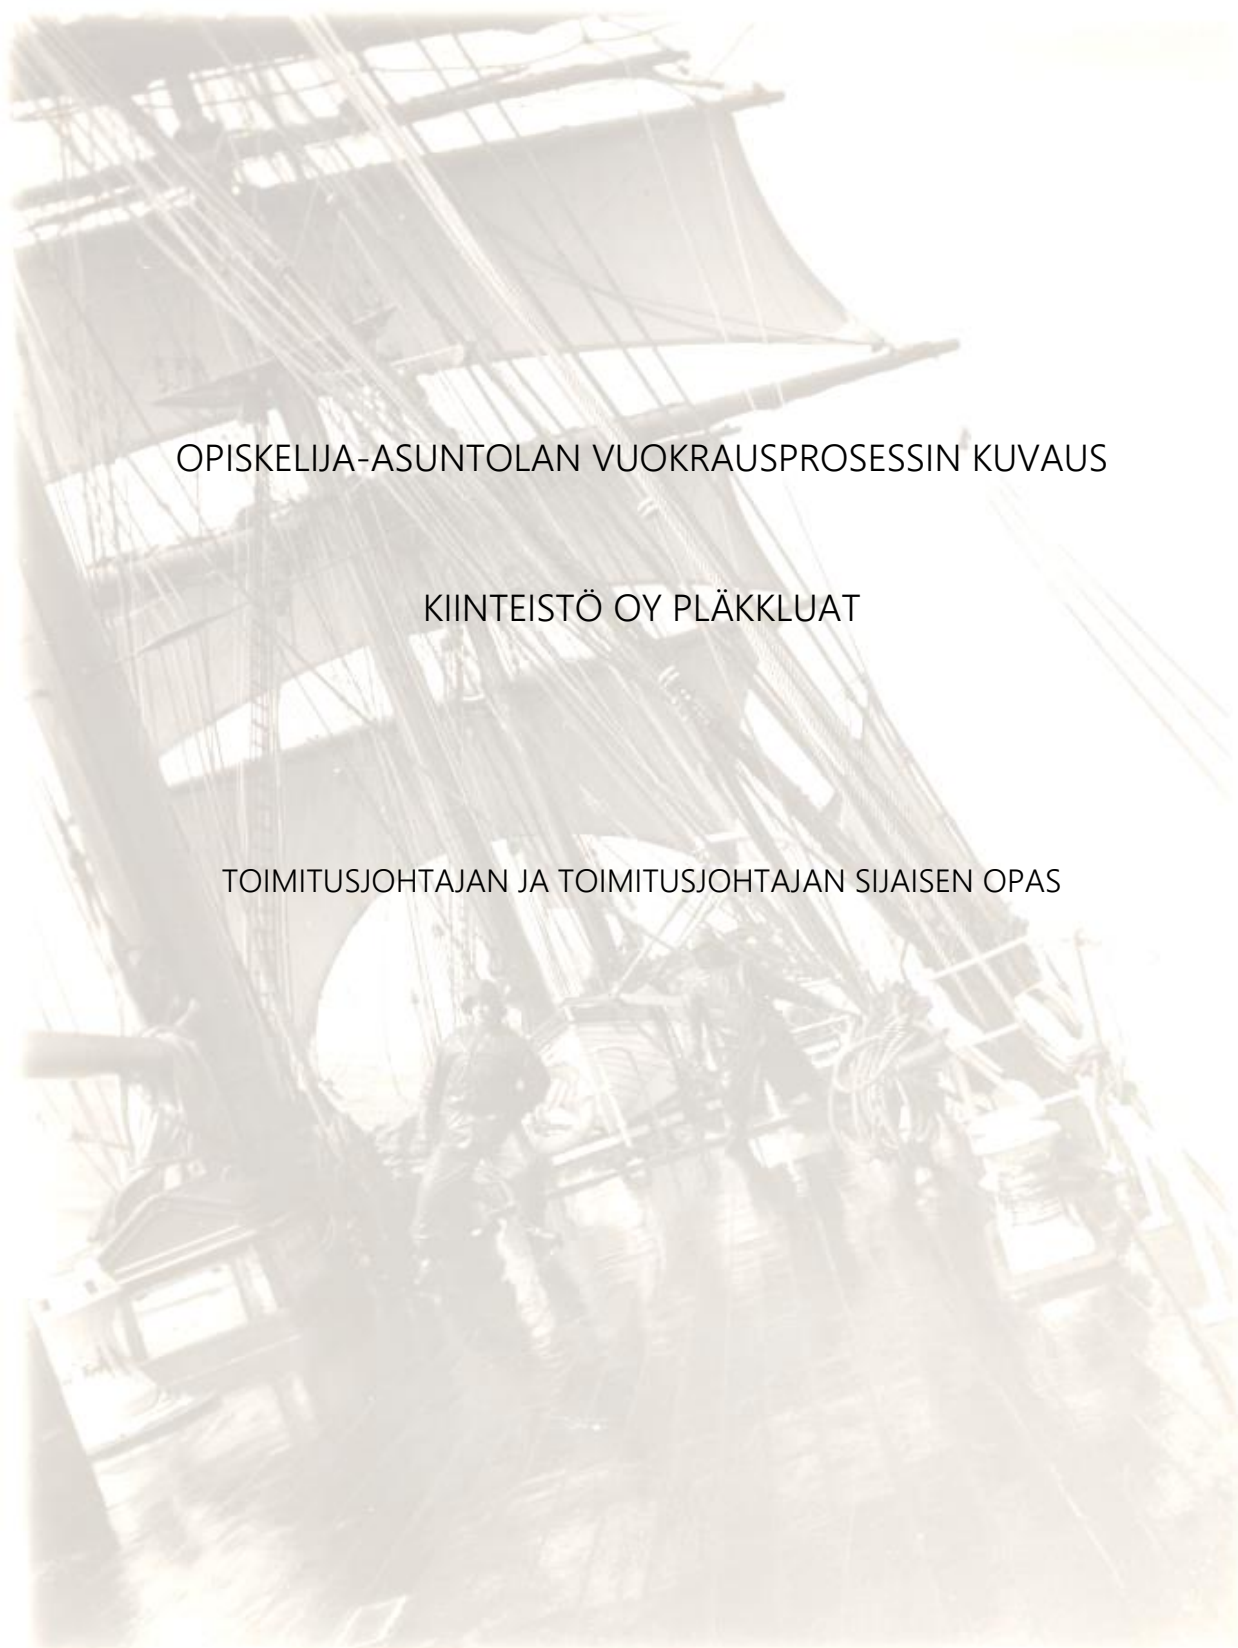 OPISKELIJA-ASUNTOLAN VUOKRAUSPROSESSIN KUVAUS
KIINTEISTÖ OY PLÄKKLUAT
TOIMITUSJOHTAJAN JA TOIMITUSJOHTAJAN SIJAISEN OPAS